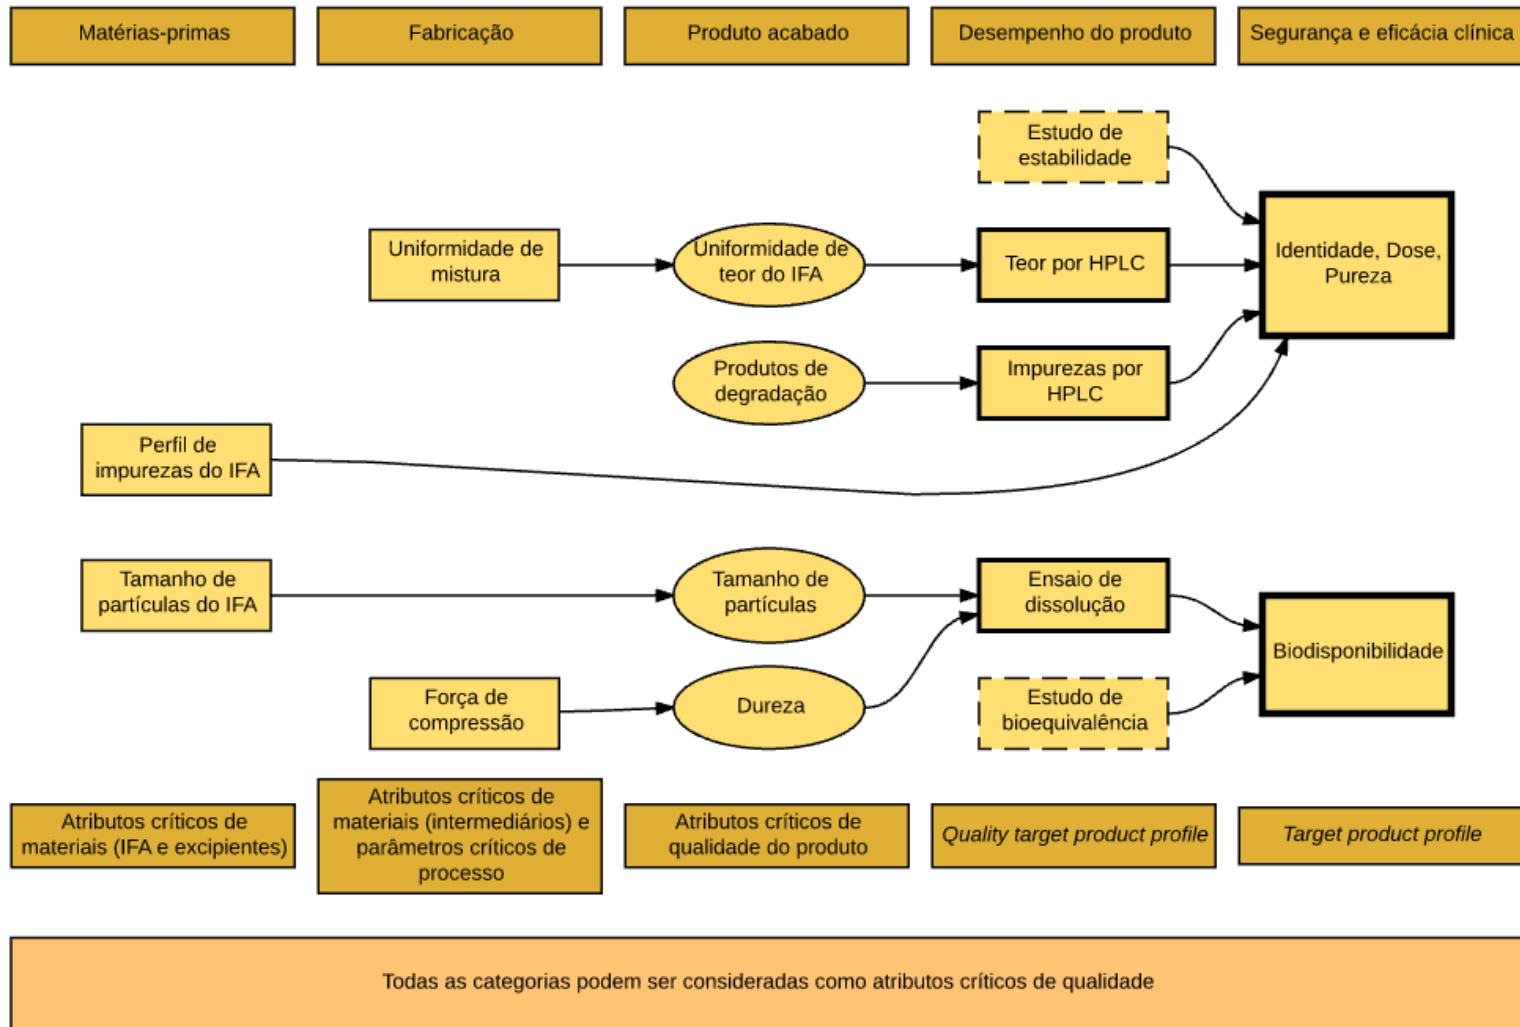 Matérias-primas
Fabricação
Produto acabado
Desempenho do produto
Segurança e eficácia clínica
Estudo de
estabilidade
Uniformidade de
mistura
Uniformidade de
teor do IFA
Teor por HPLC
Identidade, Dose,
Pureza
Produtos de
degradação
Impurezas por
HPLC
Perfil de
impurezas do IFA
Tamanho de
partículas do IFA
Tamanho de
partículas
Ensaio de
dissolução
Biodisponibilidade
Força de
compressão
Dureza
Estudo de
bioequivalência
Atributos críticos de
materiais (IFA e excipientes)
Atributos críticos de
materiais (intermediários) e
parâmetros críticos de
processo
Atributos críticos de
qualidade do produto
Quality target product profile
Target product profile
Todas as categorias podem ser consideradas como atributos críticos de qualidade